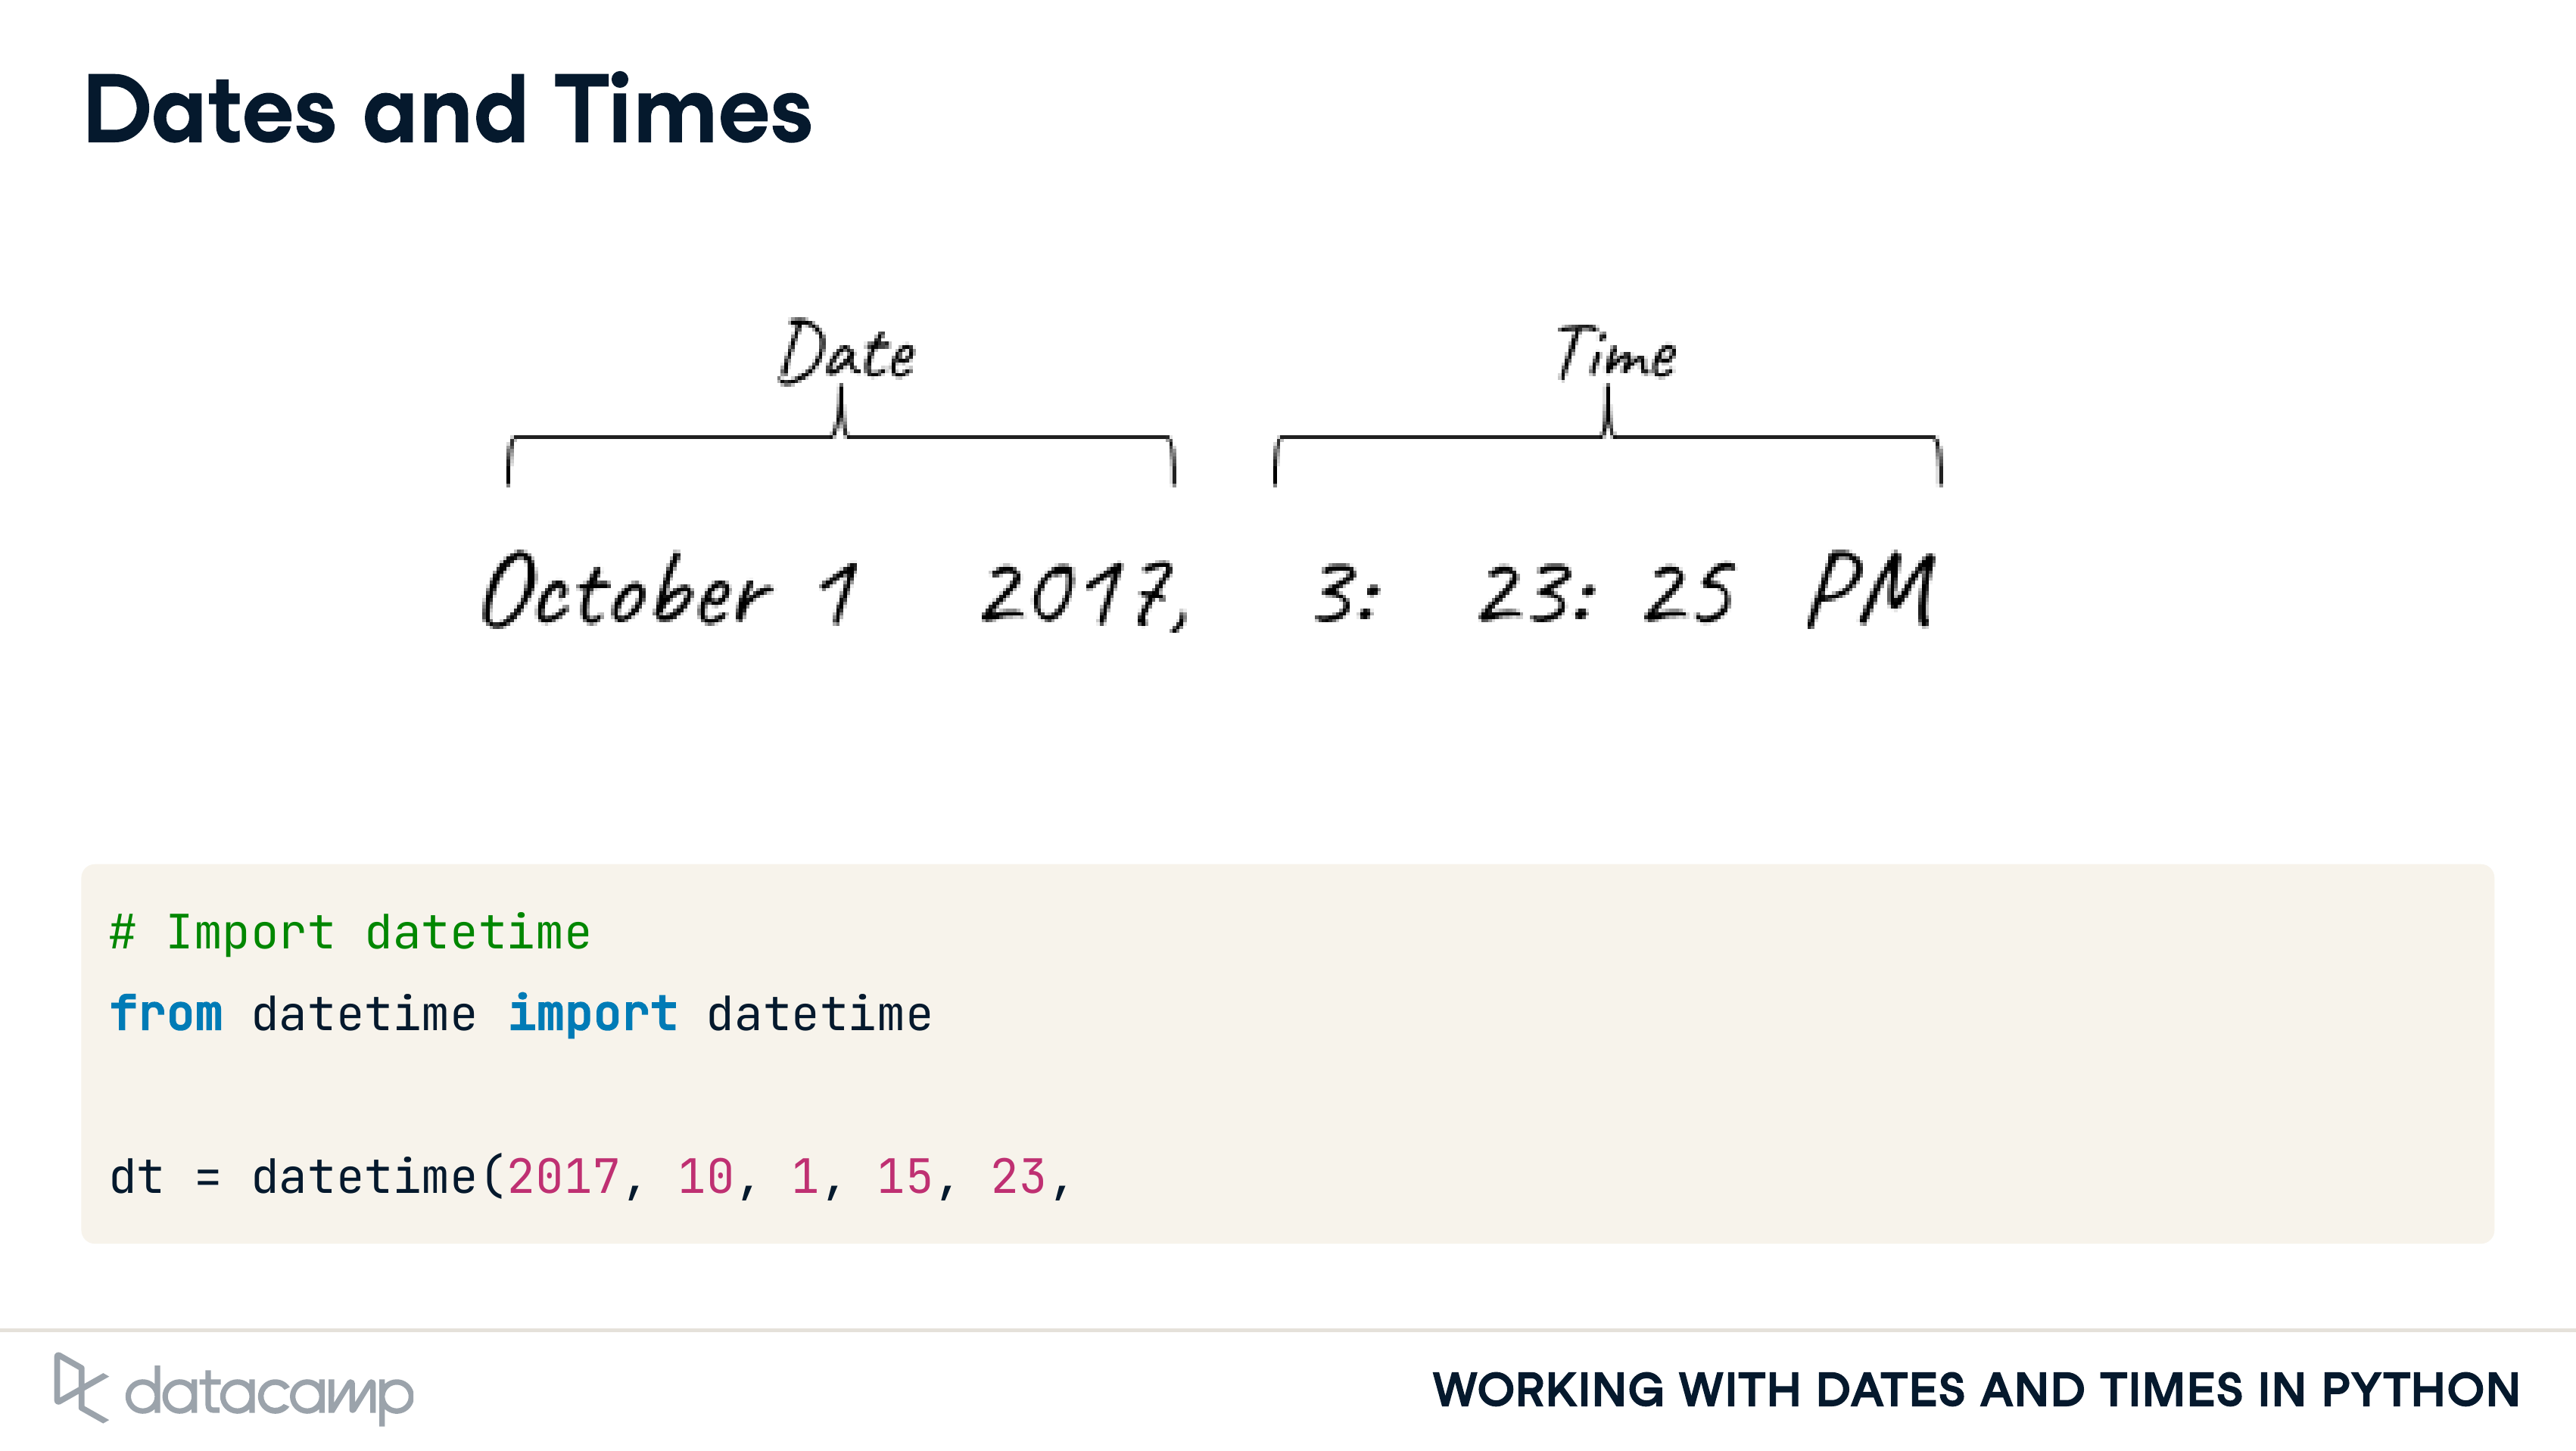 Dates and Times
Date Time
October 1 2017, 3: 23: 25 PM
# Import datetime
from datetime import datetime
dt = datetime(2017, 10, 1, 15, 23,
datacamp
WORKING WITH DATES AND TIMES IN PYTHON